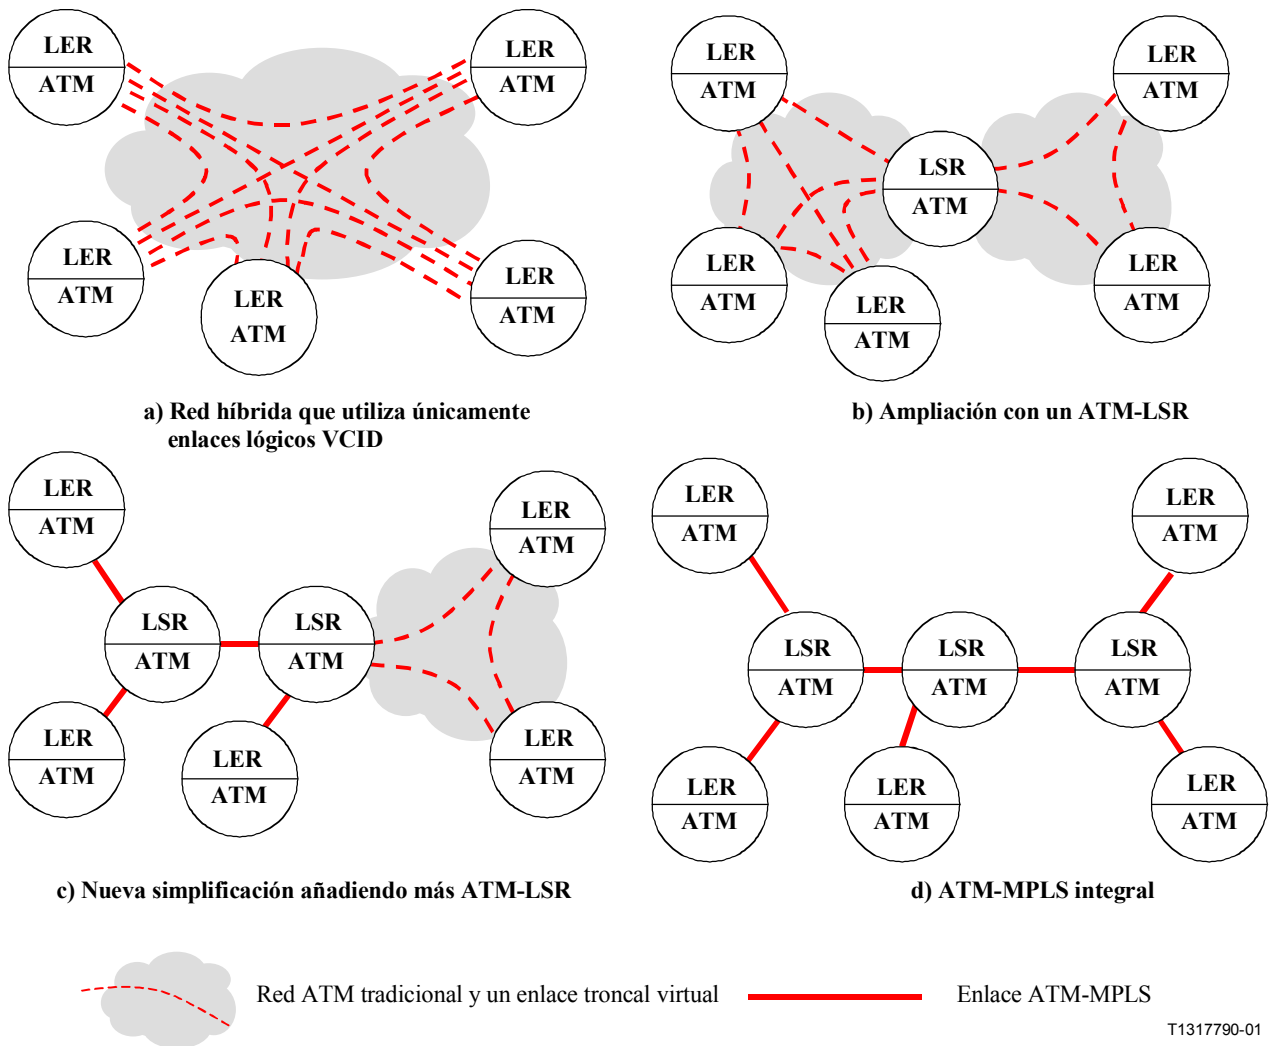 LER
ATM
LER
ATM
LER
ATM
LER
ATM
LER
ATM
a) Red híbrida que utiliza únicamente
enlaces lógicos VCID
LER
ATM
LER
ATM
LSR
ATM
LER
ATM
LER
ATM
LER
ATM
b) Ampliación con un ATM-LSR
LER
ATM
LER
ATM
LSR
ATM
LSR
ATM
LER
ATM
LER
ATM
LER
ATM
c) Nueva simplificación añadiendo más ATM-LSR
LER
ATM
LER
ATM
LSR
ATM
LSR
ATM
LSR
ATM
LER
ATM
LER
ATM
LER
ATM
d) ATM-MPLS integral
Red ATM tradicional y un enlace troncal virtual
Enlace ATM-MPLS
T1317790-01